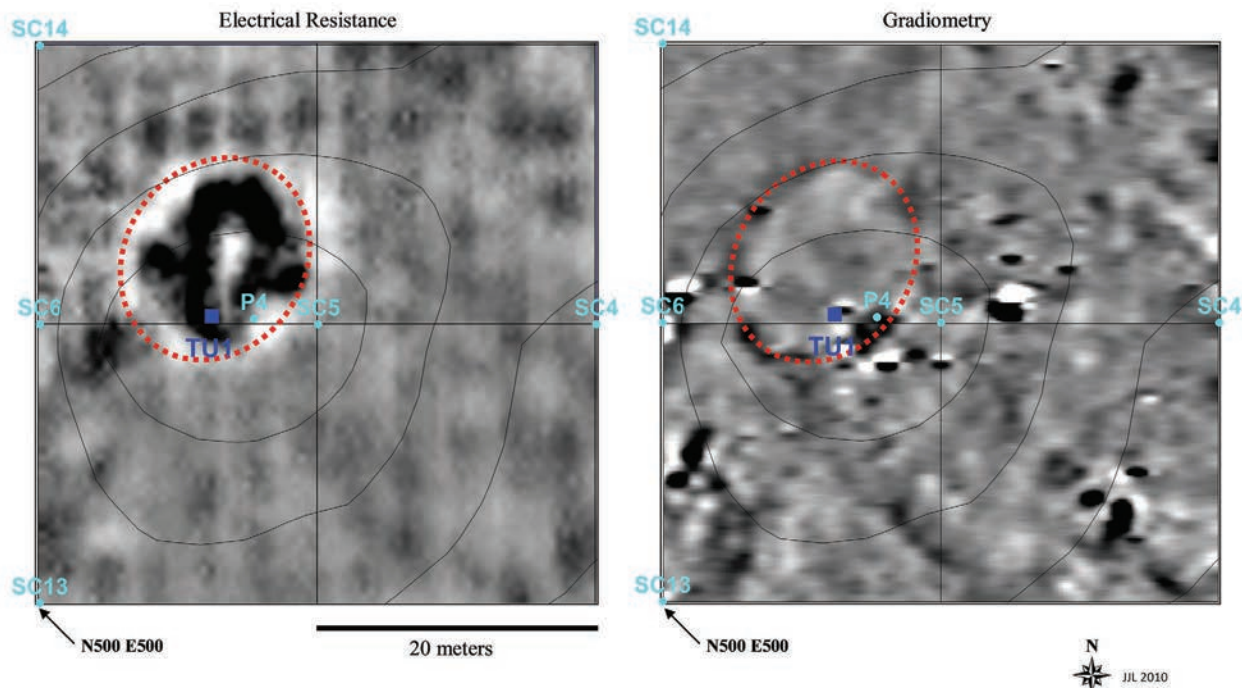 Electrical Resistance
Gradiometry
SC14
SC14
P4
SC6
SC5
TU1
P4
SC6
SC5
SC4
SC4
TU1
SC13
SC13
N500 E500
20 meters
N500 E500
N
JJL 2010